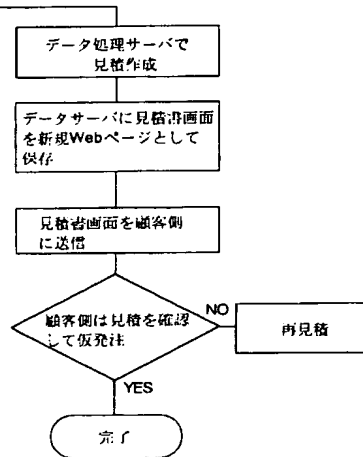 データ処理サーバで
見積作成
データサーバに見積書画面
を新規Webページとして
保存
見積書画面を顧客側
に送信
顧客側は見積を確認
して仮発注
NO
再見積
YES
完了